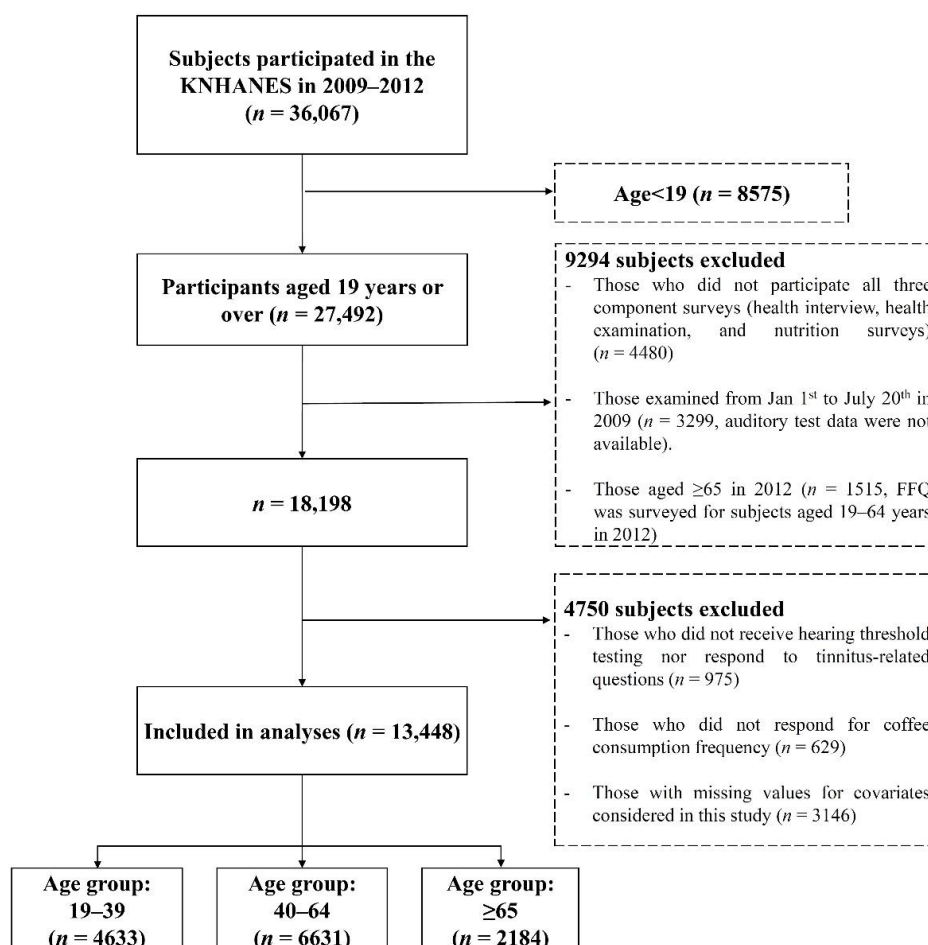 Subjects participated in the
KNHANES in 2009–2012
(n = 36,067)
Age<19 (n = 8575)
Participants aged 19 years or
over (n = 27,492)
9294 subjects excluded
- Those who did not participate all three
component surveys (health interview, health
examination, and nutrition surveys)
(n = 4480)
- Those examined from Jan 1st to July 20th in
2009 (n = 3299, auditory test data were not
available).
- Those aged ≥65 in 2012 (n = 1515, FFQ
was surveyed for subjects aged 19–64 years
in 2012)
n = 18,198
4750 subjects excluded
- Those who did not receive hearing threshold
testing nor respond to tinnitus-related
questions (n = 975)
- Those who did not respond for coffee
consumption frequency (n = 629)
- Those with missing values for covariates
considered in this study (n = 3146)
Included in analyses (n = 13,448)
Age group:
19–39
(n = 4633)
Age group:
40–64
(n = 6631)
Age group:
≥65
(n = 2184)